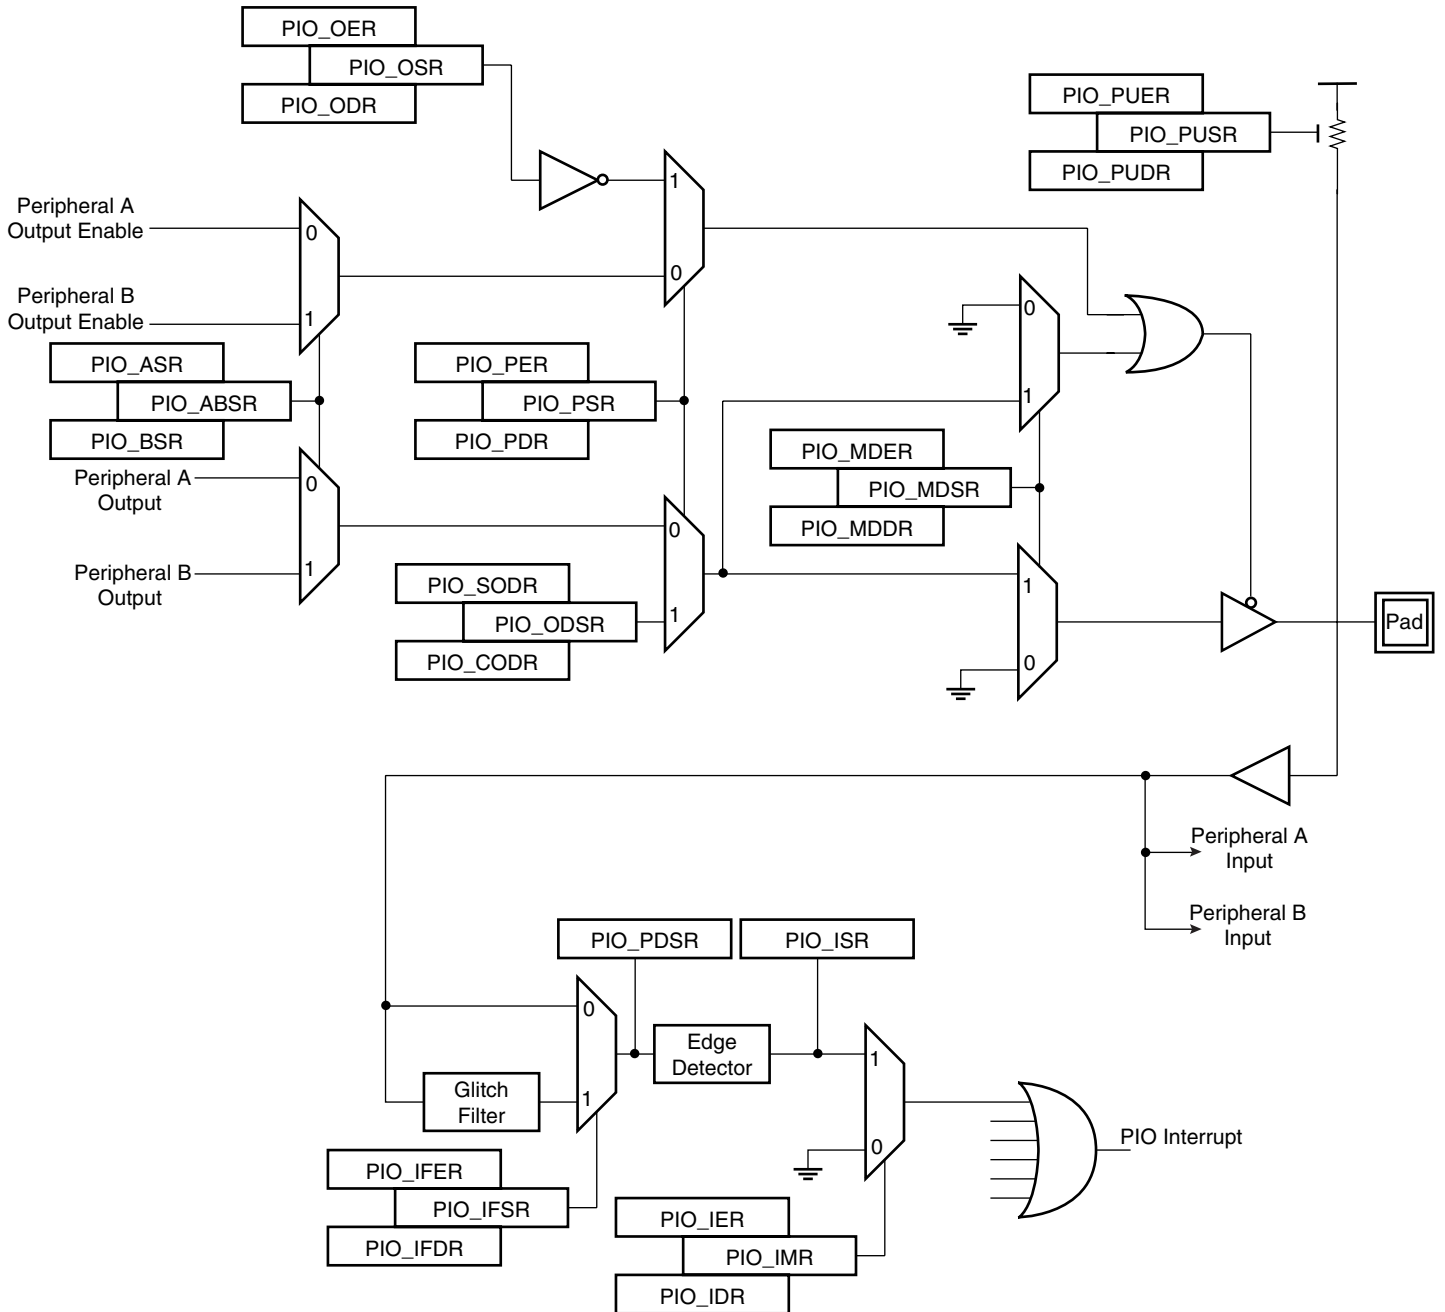 PIO_OER
PIO_OSR
PIO_ODR
PIO_PUER
PIO_PUSR
PIO_PUDR
1
0
Peripheral A
Output Enable
0
Peripheral B
Output Enable
1
PIO_ASR
PIO_ABSR
PIO_BSR
PIO_PER
PIO_PSR
PIO_PDR
0
1
PIO_MDER
PIO_MDSR
PIO_MDDR
Peripheral A
Output
0
Peripheral B
Output
1
0
1
PIO_SODR
PIO_ODSR
PIO_CODR
1
0
Pad
Peripheral A
Input
Peripheral B
Input
PIO_PDSR
PIO_ISR
0
1
Glitch
Filter
Edge
Detector
1
0
PIO Interrupt
PIO_IFER
PIO_IFSR
PIO_IFDR
PIO_IER
PIO_IMR
PIO_IDR